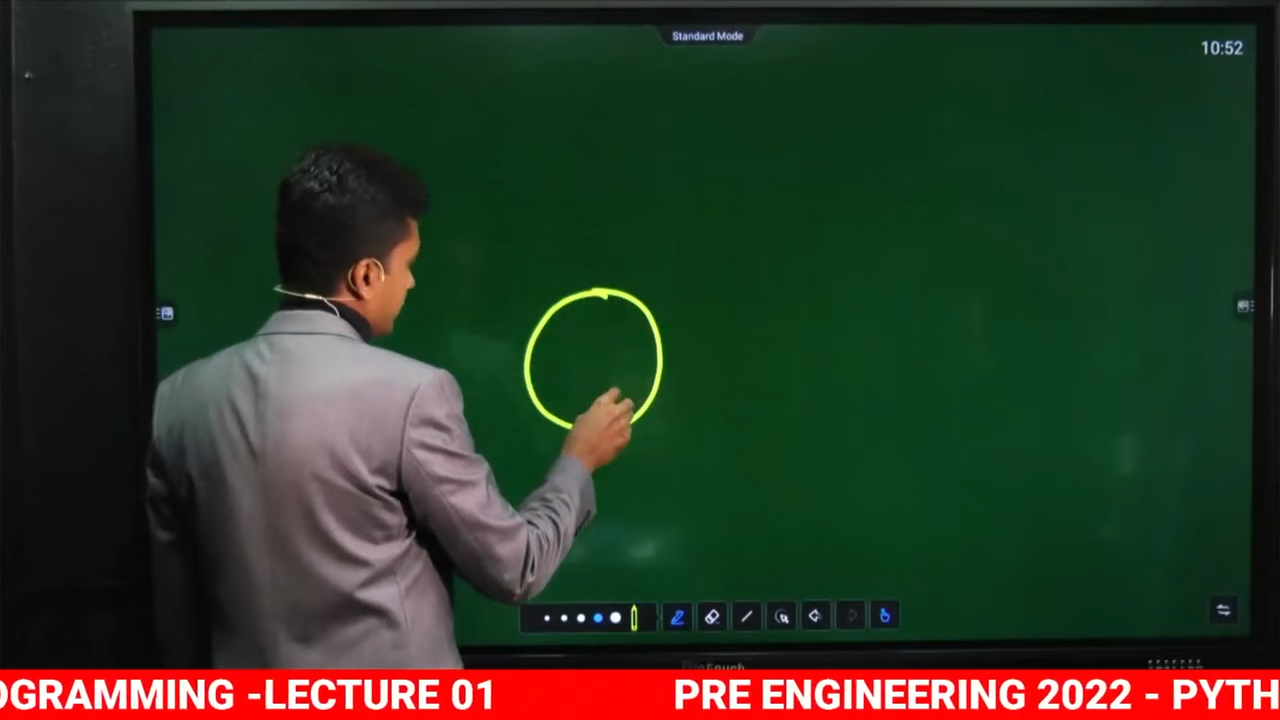 Standard Mode
10:52
OGRAMMING -LECTURE 01 PRE ENGINEERING 2022 - PYTH